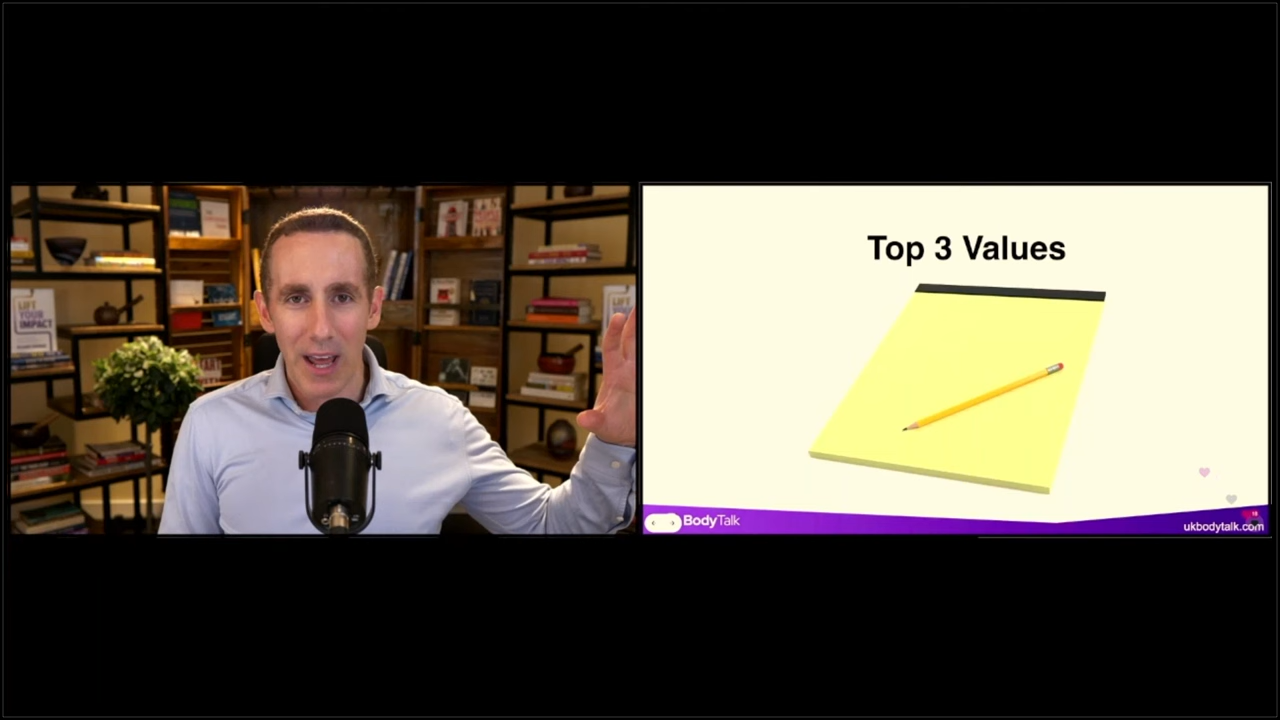 LIFT
YOUR
IMPACT
Top 3 Values
BodyTalk
ukbodytalk.com